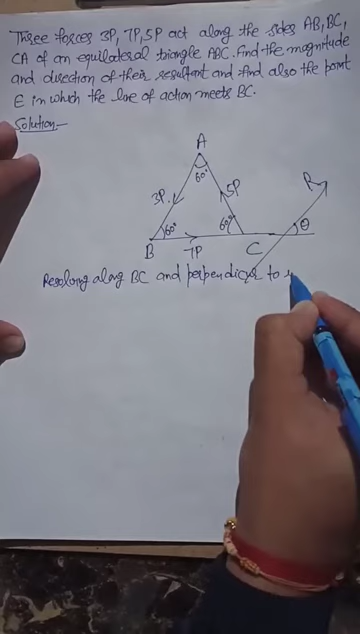 Three forces 3P, 7P, 5P act along the sides AB, BC,
CA of an equilateral triangle ABC. Find the magnitude
and direction of their resultant and find also the point
E in which the line of action meets BC.
Solution:-
A
60°
3P. 5P R
60° 60° θ
B 7P C
Resolving along BC and perpendicur to